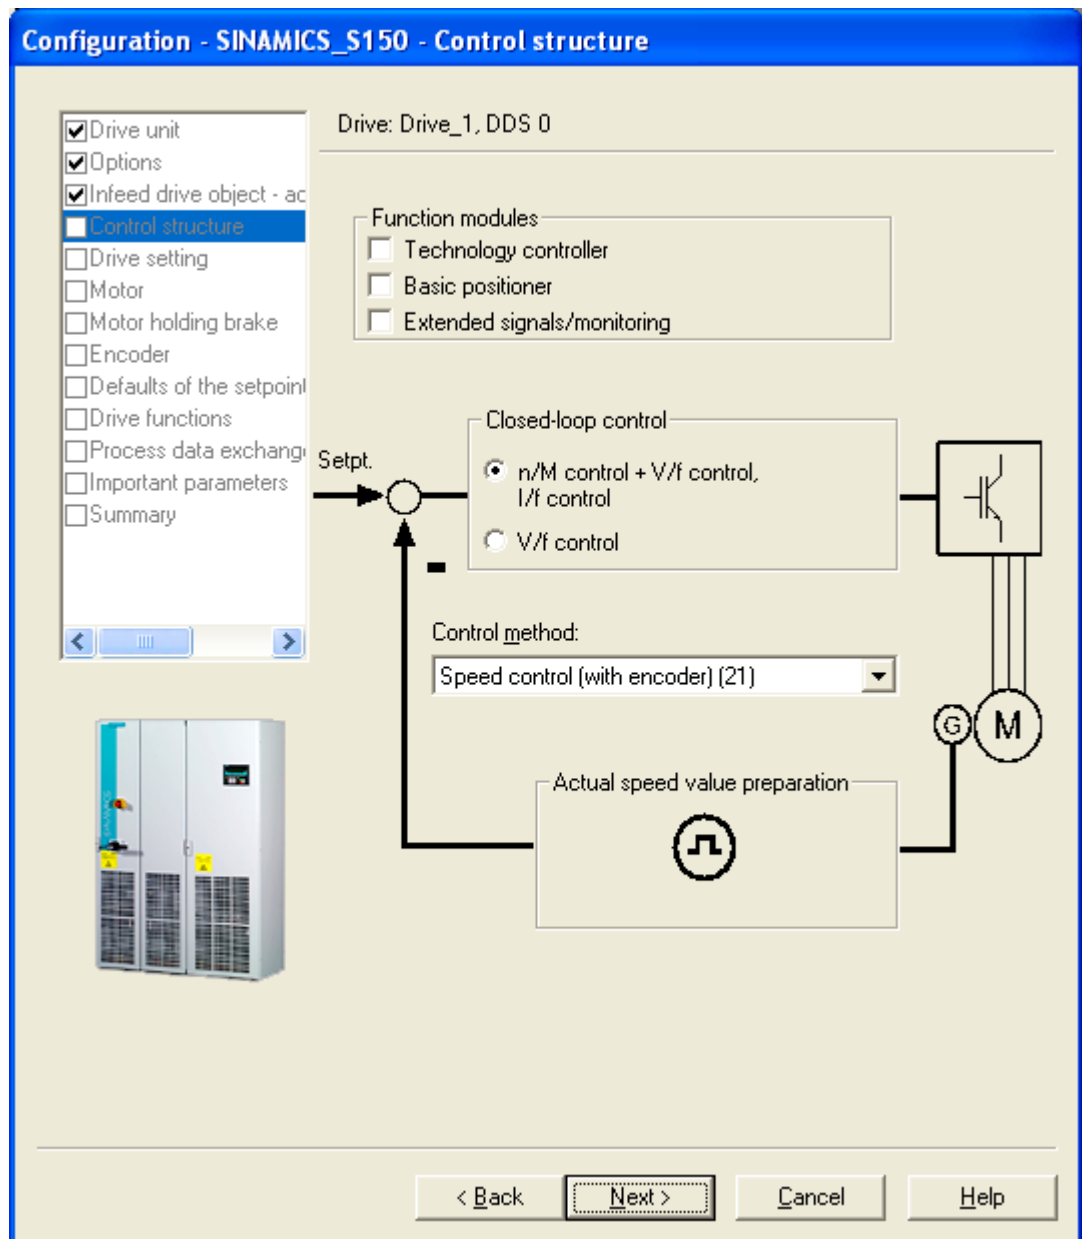 Configuration - SINAMICS_S150 - Control structure
Drive unit
Options
Infeed drive object - ac
Control structure
Drive setting
Motor
Motor holding brake
Encoder
Defaults of the setpoint
Drive functions
Process data exchang
Important parameters
Summary
Drive: Drive_1, DDS 0
Function modules
Technology controller
Basic positioner
Extended signals/monitoring
Setpt.
Closed-loop control
n/M control + V/f control,
I/f control
V/f control
Control method:
Speed control (with encoder) (21)
G
M
Actual speed value preparation
SINAMICS
< Back
Next >
Cancel
Help